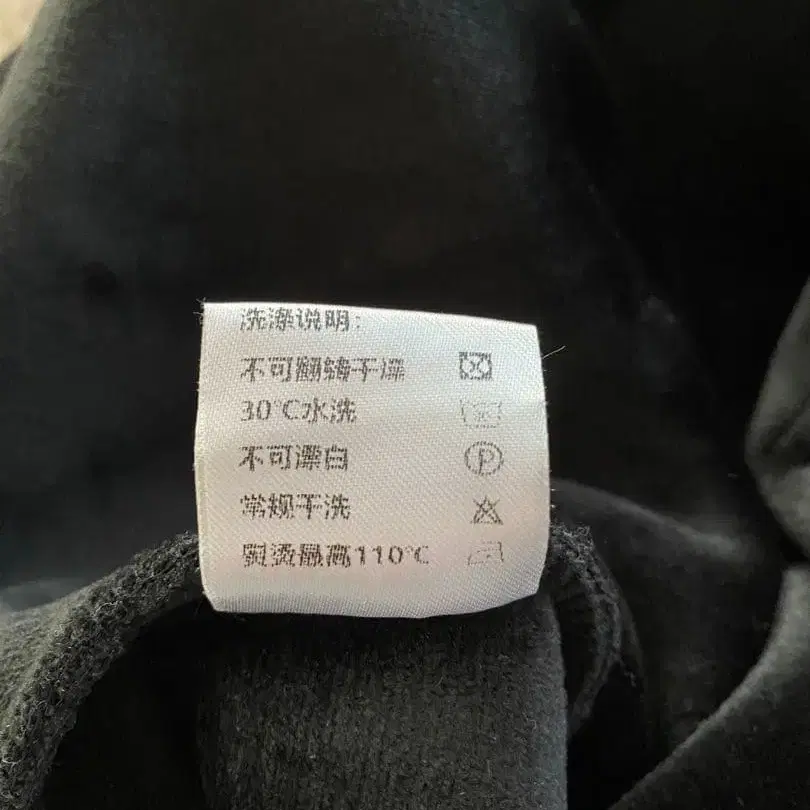 洗涤说明:
不可翻转干燥
30°C水洗
不可漂白 P
常规干洗
熨烫最高110°C